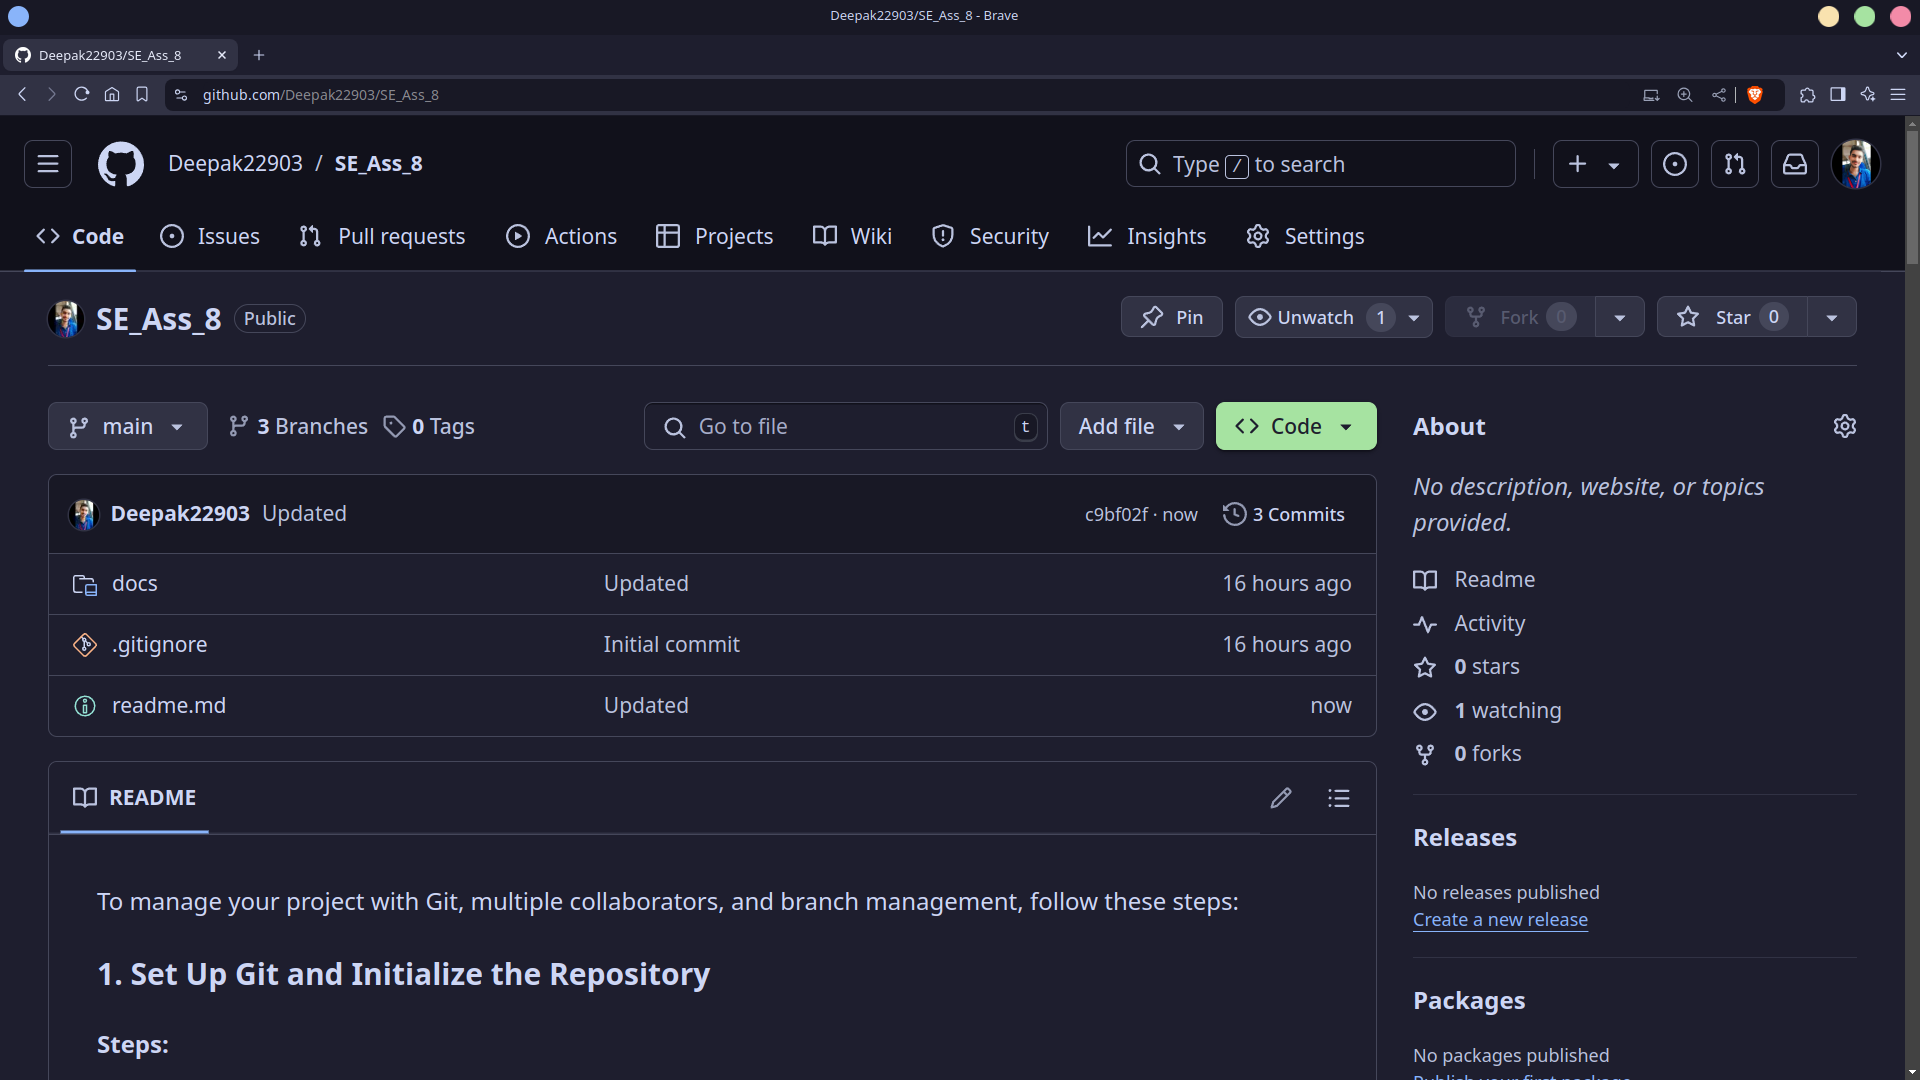 Deepak22903/SE_Ass_8 - Brave
Deepak22903/SE_Ass_8
github.com/Deepak22903/SE_Ass_8
Deepak22903 / SE_Ass_8
Type / to search
Code Issues Pull requests Actions Projects Wiki Security Insights Settings
SE_Ass_8 Public
Pin Unwatch 1 Fork 0 Star 0
main 3 Branches 0 Tags Go to file t Add file Code
Deepak22903 Updated c9bf02f · now 3 Commits
docs Updated 16 hours ago
.gitignore Initial commit 16 hours ago
readme.md Updated now
README
To manage your project with Git, multiple collaborators, and branch management, follow these steps:
1. Set Up Git and Initialize the Repository
Steps:
About
No description, website, or topics
provided.
Readme
Activity
0 stars
1 watching
0 forks
Releases
No releases published
Create a new release
Packages
No packages published
Publish your first package